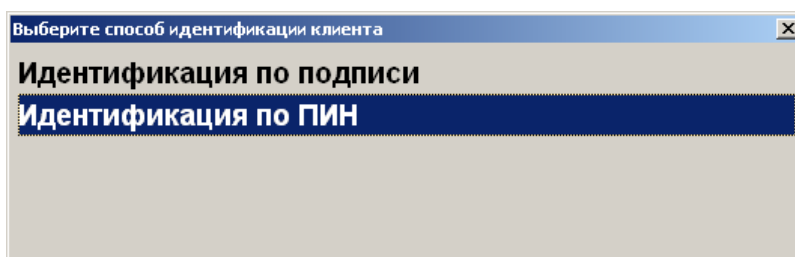 Выберите способ идентификации клиента
Идентификация по подписи
Идентификация по ПИН